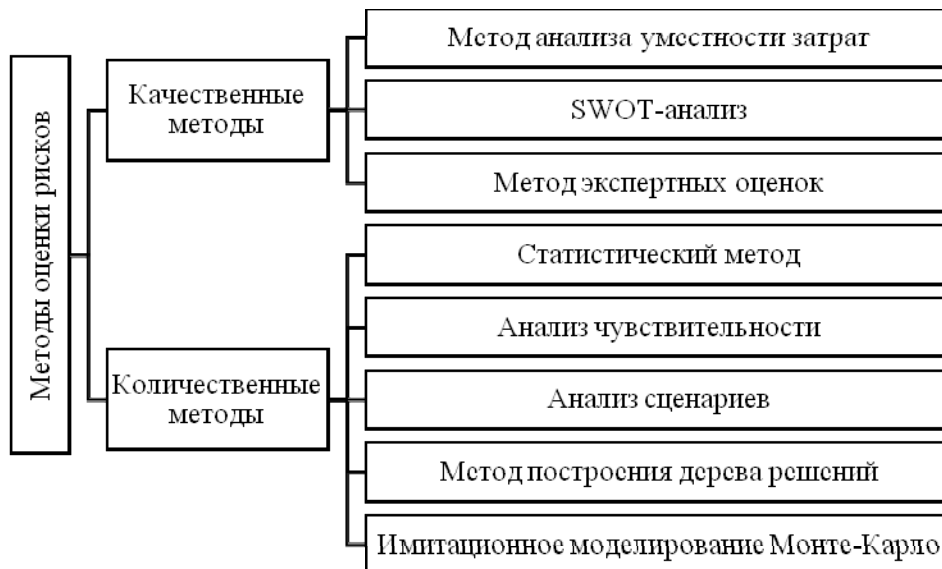 Методы оценки рисков
Качественные
методы
Метод анализа уместности затрат
SWOT-анализ
Метод экспертных оценок
Количественные
методы
Статистический метод
Анализ чувствительности
Анализ сценариев
Метод построения дерева решений
Имитационное моделирование Монте-Карло